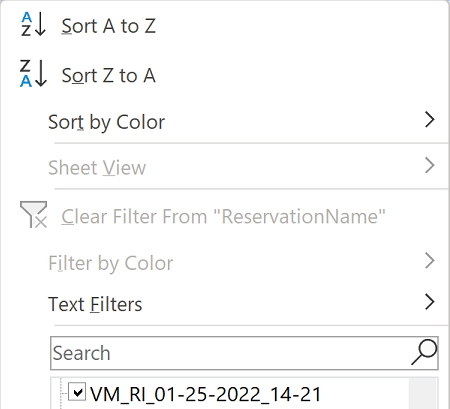 Sort A to Z
Sort Z to A
Sort by Color
Sheet View
Clear Filter From "ReservationName"
Filter by Color
Text Filters
Search
VM_RI_01-25-2022_14-21